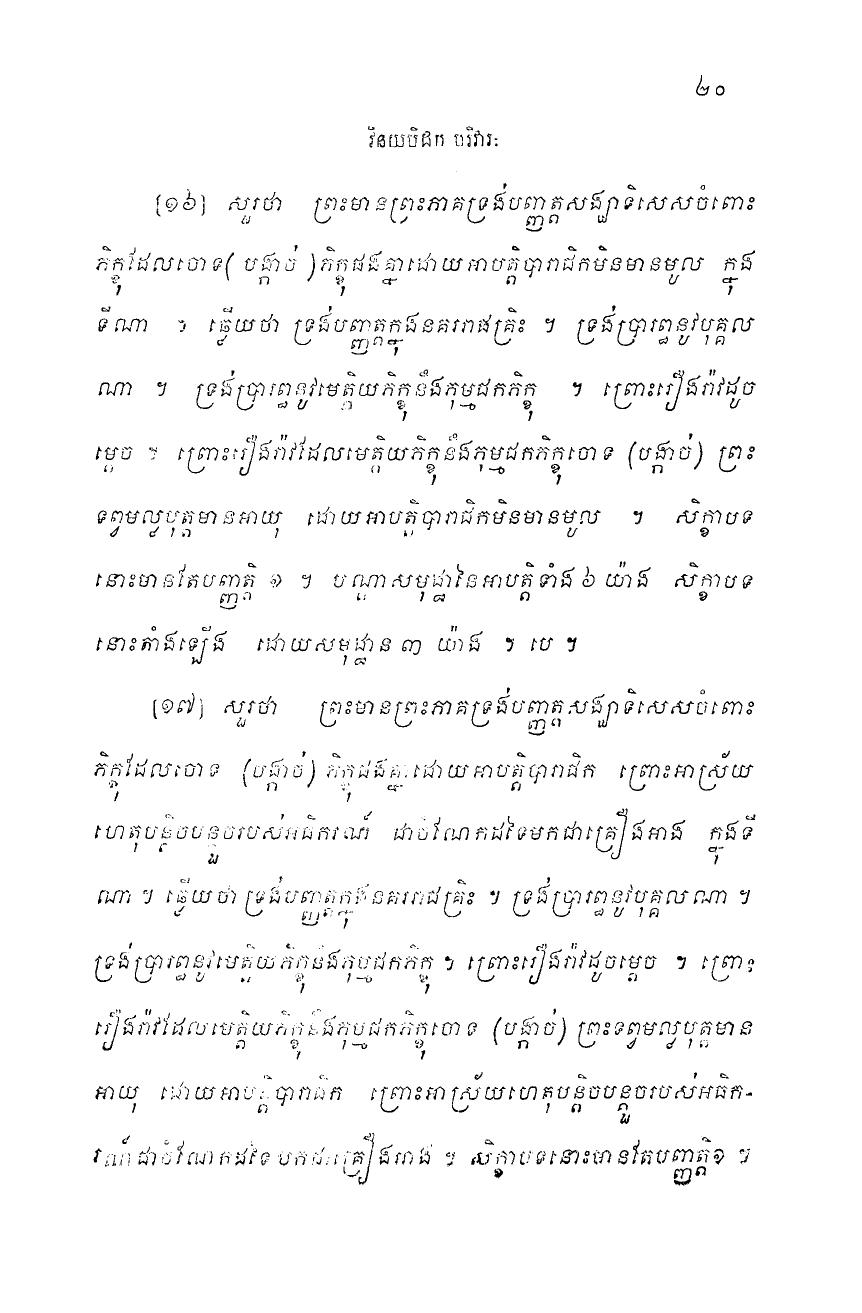 ២០
វិនយបិដក បរិវារៈ
[១៦] សួរថា ព្រះមានព្រះភាគទ្រង់បញ្ញត្តសង្ឃាទិសេសចំពោះ
ភិក្ខុដែលចោទ (បង្កាច់) ភិក្ខុផងគ្នាដោយអាបត្តិបារាជិកមិនមានមូល ក្នុង
ទីណា ។ ឆ្លើយថា ទ្រង់បញ្ញត្តក្នុងនគររាជគ្រឹះ ។ ទ្រង់ប្រារព្ធនូវបុគ្គល
ណា ។ ទ្រង់ប្រារព្ធនូវមេត្តិយភិក្ខុនឹងភុម្មជកភិក្ខុ ។ ព្រោះរឿងរ៉ាវដូច
ម្តេច ។ ព្រោះរឿងរ៉ាវដែលមេត្តិយភិក្ខុនឹងភុម្មជកភិក្ខុចោទ (បង្កាច់) ព្រះ
ទព្វមល្លបុត្តមានអាយុ ដោយអាបត្តិបារាជិកមិនមានមូល ។ សិក្ខាបទ
នោះមានតែបញ្ញត្តិ ១ ។ បណ្តាសមុដ្ឋាននៃអាបត្តិទាំង ៦ យ៉ាង សិក្ខាបទ
នោះតាំងឡើង ដោយសមុដ្ឋាន ៣ យ៉ាង ។ បេ ។
[១៧] សួរថា ព្រះមានព្រះភាគទ្រង់បញ្ញត្តសង្ឃាទិសេសចំពោះ
ភិក្ខុដែលចោទ (បង្កាច់) ភិក្ខុផងគ្នាដោយអាបត្តិបារាជិក ព្រោះអាស្រ័យ
ហេតុបន្តិចបន្តួចរបស់អធិករណ៍ ជាចំណែកដទៃមកជាគ្រឿងអាង ក្នុងទី
ណា ។ ឆ្លើយថា ទ្រង់បញ្ញត្តក្នុងនគររាជគ្រឹះ ។ ទ្រង់ប្រារព្ធនូវបុគ្គលណា ។
ទ្រង់ប្រារព្ធនូវមេត្តិយភិក្ខុនឹងភុម្មជកភិក្ខុ ។ ព្រោះរឿងរ៉ាវដូចម្តេច ។ ព្រោះ
រឿងរ៉ាវដែលមេត្តិយភិក្ខុនឹងភុម្មជកភិក្ខុចោទ (បង្កាច់) ព្រះទព្វមល្លបុត្តមាន
អាយុ ដោយអាបត្តិបារាជិក ព្រោះអាស្រ័យហេតុបន្តិចបន្តួចរបស់អធិក-
រណ៍ជាចំណែកដទៃមកជាគ្រឿងអាង ។ សិក្ខាបទនោះមានតែបញ្ញត្តិ១ ។